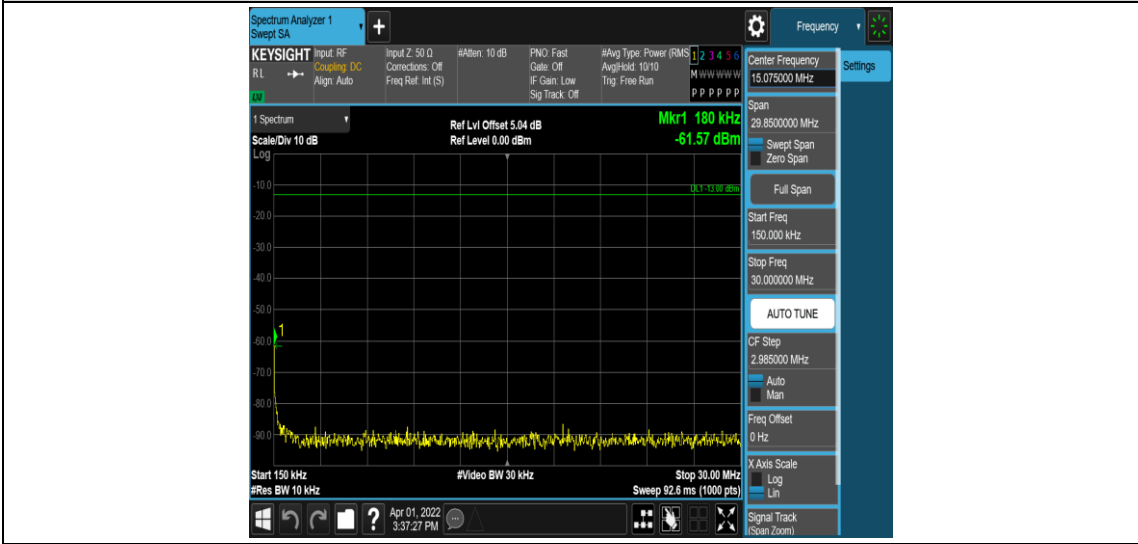 Spectrum Analyzer 1
Swept SA
+
Frequency
KEYSIGHT
RL
Input: RF
Coupling: DC
Align: Auto
Input Z: 50 Ω
Corrections: Off
Freq Ref: Int (S)
#Atten: 10 dB
PNO: Fast
Gate: Off
IF Gain: Low
Sig Track: Off
#Avg Type: Power (RMS
Avg|Hold: 10/10
Trig: Free Run
1 2 3 4 5 6
M W W W W W
P P P P P P
1 Spectrum
Scale/Div 10 dB
Log
Ref Lvl Offset 5.04 dB
Ref Level 0.00 dBm
Mkr1 180 kHz
-61.57 dBm
DL1 -13.00 dBm
-10.0
-20.0
-30.0
-40.0
-50.0
1
-60.0
-70.0
-80.0
-90.0
Start 150 kHz
#Res BW 10 kHz
#Video BW 30 kHz
Stop 30.00 MHz
Sweep 92.6 ms (1000 pts)
?
Apr 01, 2022
3:37:27 PM
Center Frequency
15.075000 MHz
Settings
Span
29.8500000 MHz
Swept Span
Zero Span
Full Span
Start Freq
150.000 kHz
Stop Freq
30.000000 MHz
AUTO TUNE
CF Step
2.985000 MHz
Auto
Man
Freq Offset
0 Hz
X Axis Scale
Log
Lin
Signal Track
(Span Zoom)